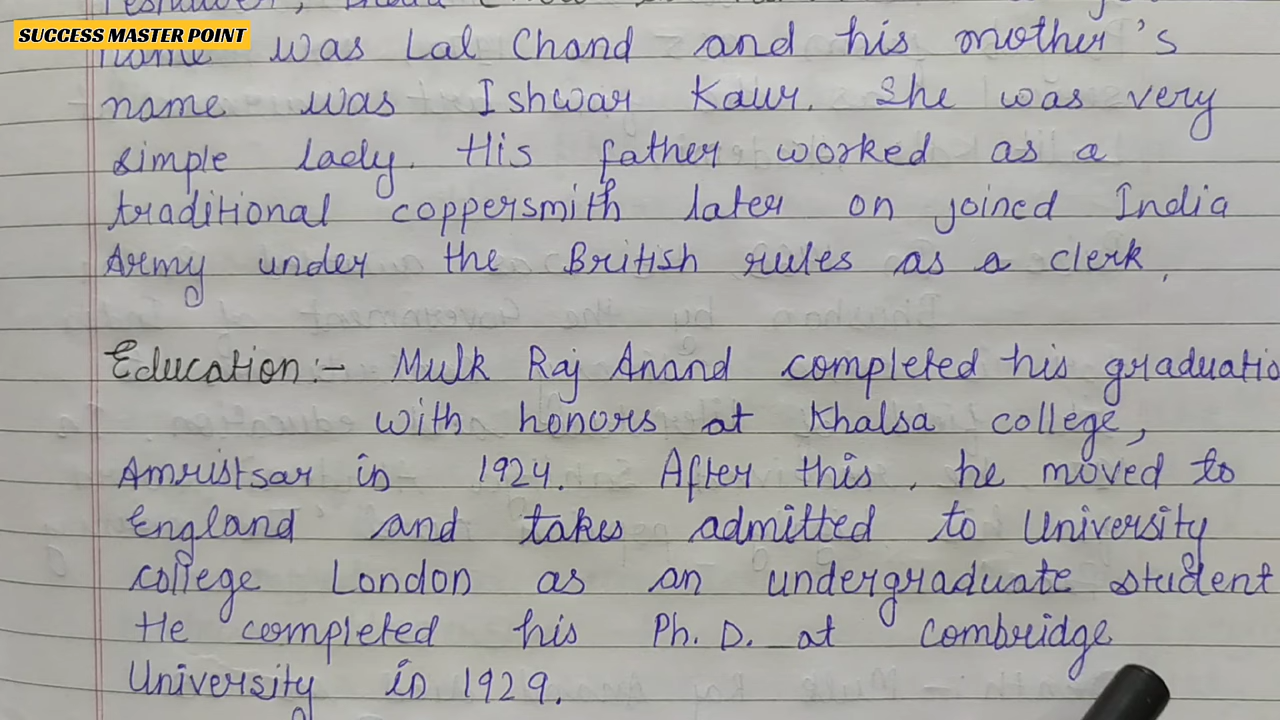 SUCCESS MASTER POINT
name was Lal Chand and his mother's
name was Ishwar Kaur. She was very
simple lady. His father worked as a
traditional coppersmith later on joined India
Army under the British rules as a clerk.
Education:- Mulk Raj Anand completed his graduatio
with honors at Khalsa college,
Amristsar in 1924. After this, he moved to
England and takes admitted to University
college London as an undergraduate student
He completed his Ph. D. at Combridge
University in 1929.